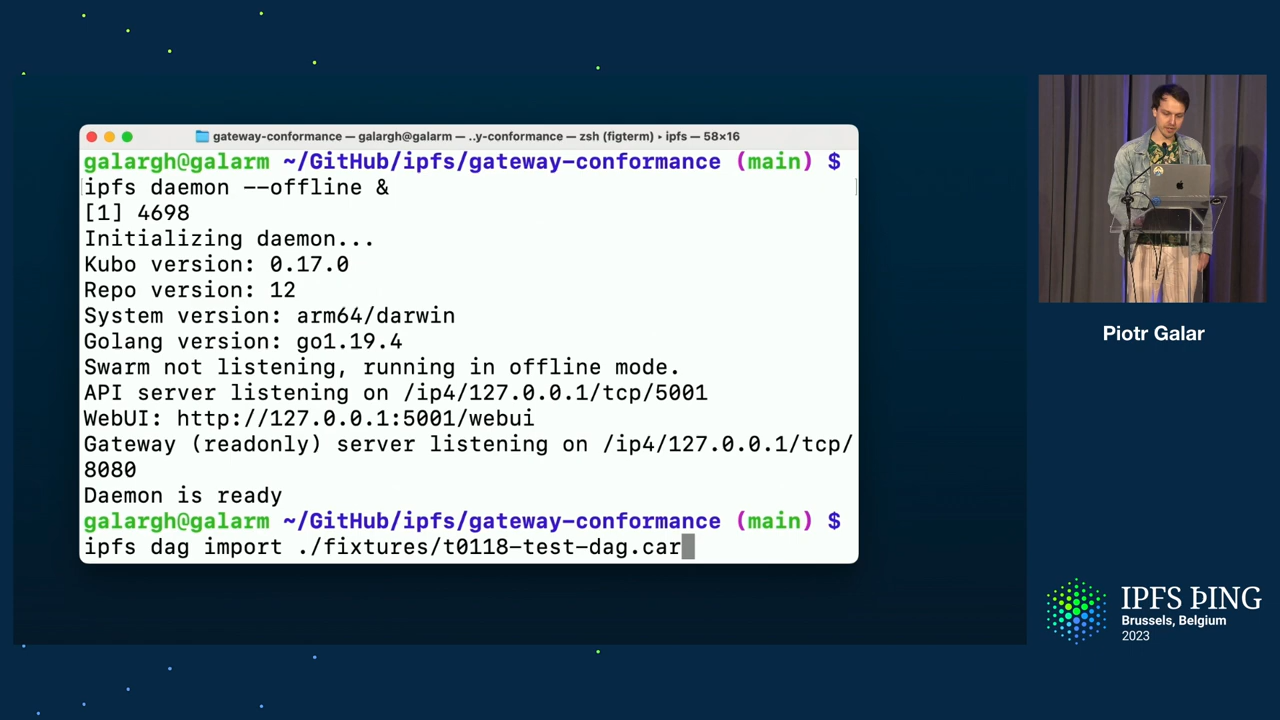 gateway-conformance — galargh@galarm — ..y-conformance — zsh (figterm) ▸ ipfs — 58×16
galargh@galarm ~/GitHub/ipfs/gateway-conformance (main) $
ipfs daemon --offline &
[1] 4698
Initializing daemon...
Kubo version: 0.17.0
Repo version: 12
System version: arm64/darwin
Golang version: go1.19.4
Swarm not listening, running in offline mode.
API server listening on /ip4/127.0.0.1/tcp/5001
WebUI: http://127.0.0.1:5001/webui
Gateway (readonly) server listening on /ip4/127.0.0.1/tcp/
8080
Daemon is ready
galargh@galarm ~/GitHub/ipfs/gateway-conformance (main) $
ipfs dag import ./fixtures/t0118-test-dag.car
Piotr Galar
IPFS ÞING
Brussels, Belgium
2023